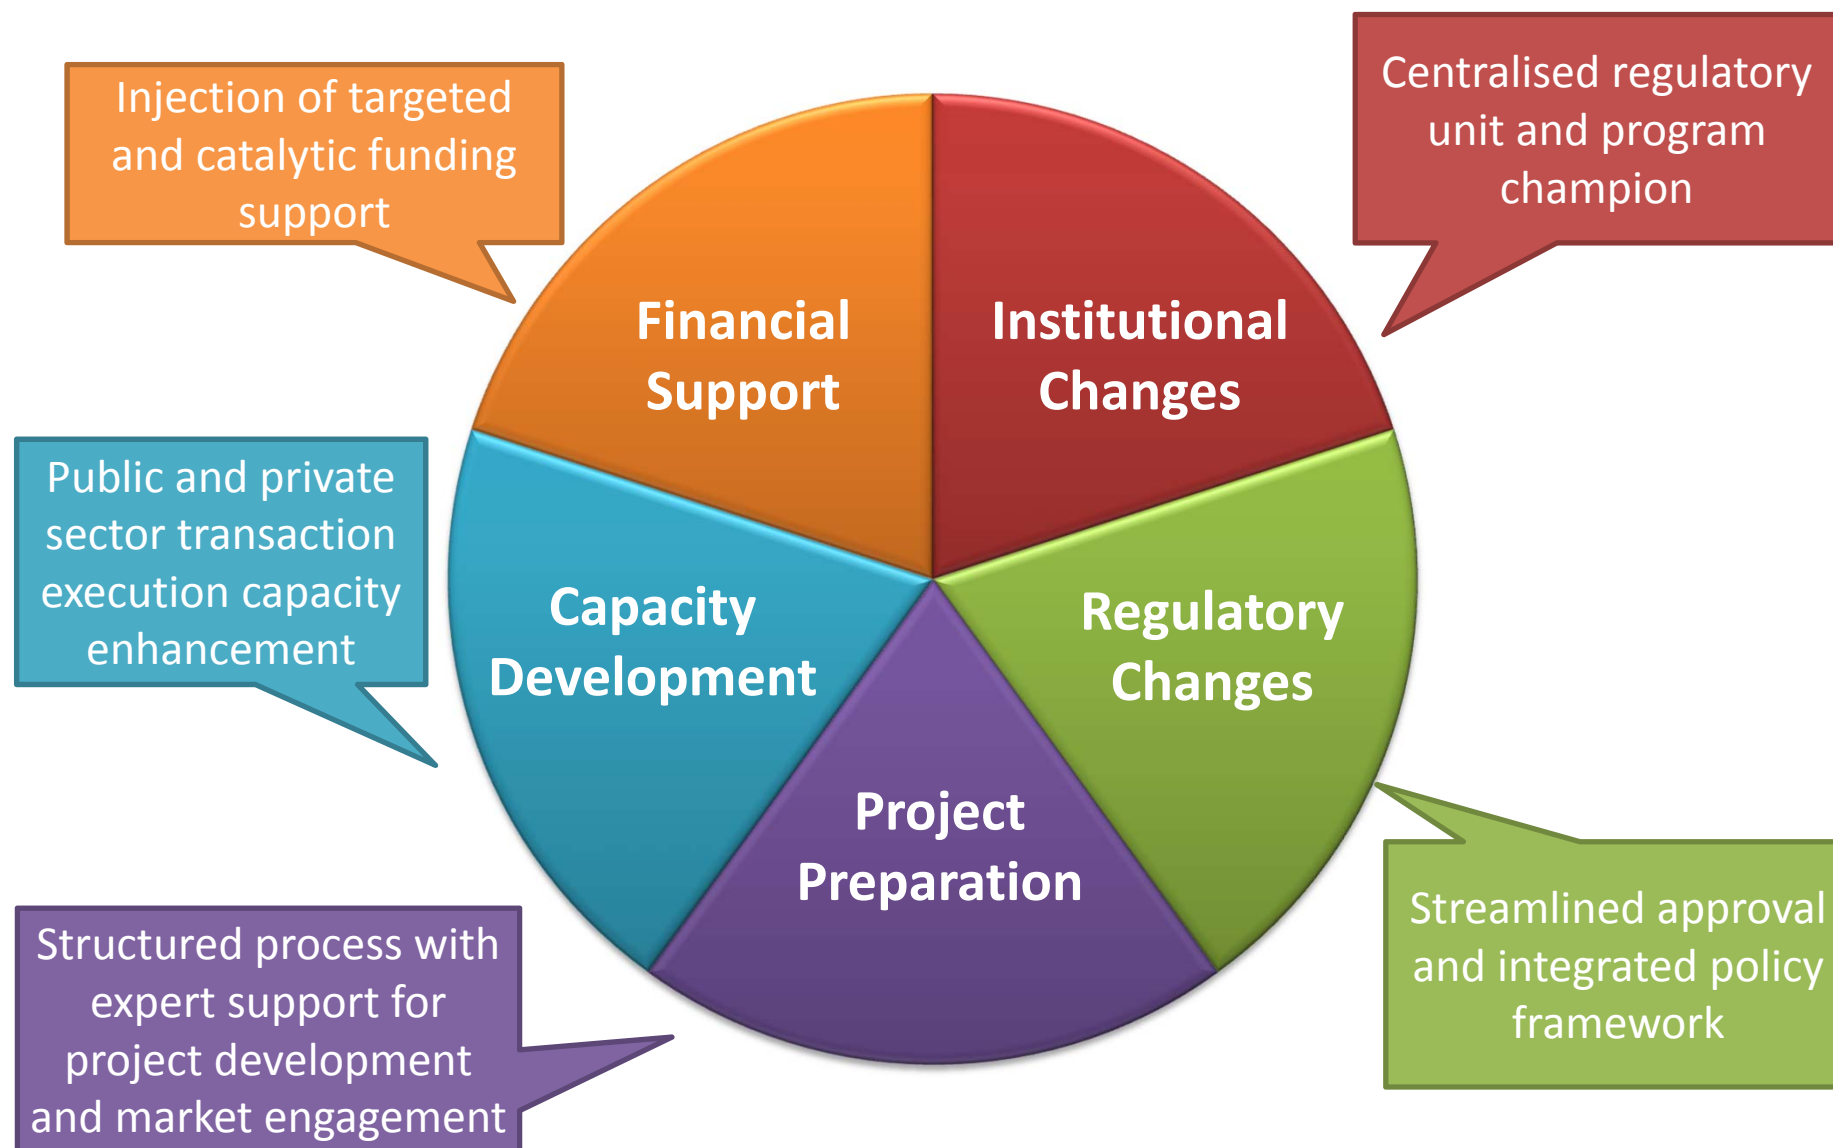 Injection of targeted
and catalytic funding
support
Centralised regulatory
unit and program
champion
Financial
Support
Institutional
Changes
Public and private
sector transaction
execution capacity
enhancement
Capacity
Development
Regulatory
Changes
Project
Preparation
Structured process with
expert support for
project development
and market engagement
Streamlined approval
and integrated policy
framework